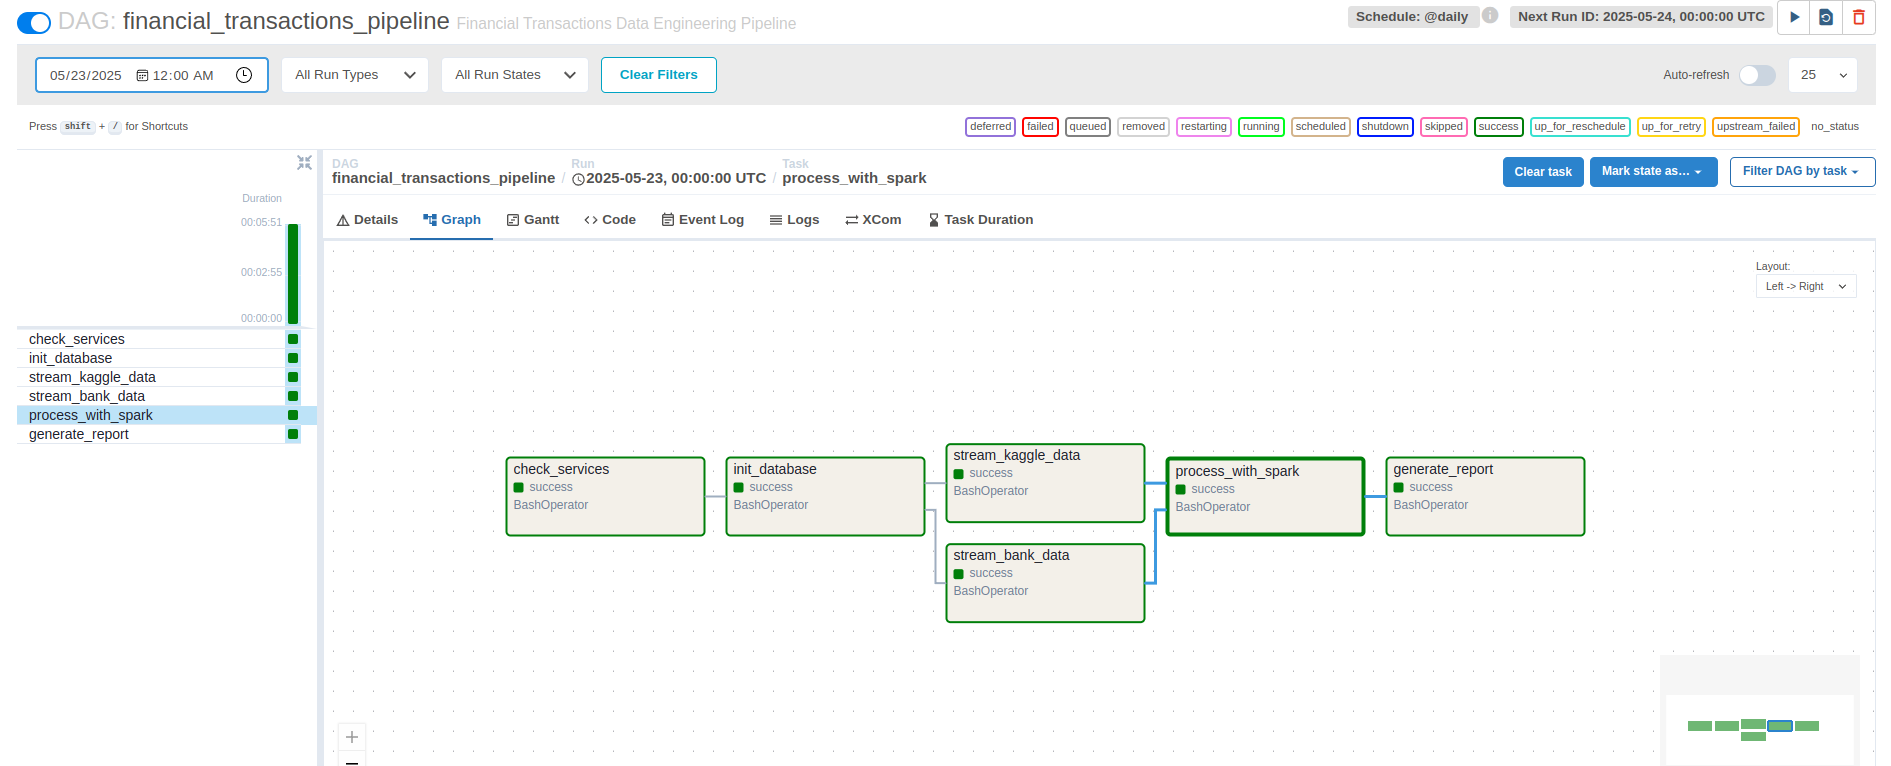 DAG: financial_transactions_pipeline Financial Transactions Data Engineering Pipeline
Schedule: @daily
Next Run ID: 2025-05-24, 00:00:00 UTC
05/23/2025 12:00 AM
All Run Types
All Run States
Clear Filters
Auto-refresh
25
Press shift + / for Shortcuts
deferred failed queued removed restarting running scheduled shutdown skipped success up_for_reschedule up_for_retry upstream_failed no_status
Duration
00:05:51
00:02:55
00:00:00
check_services
init_database
stream_kaggle_data
stream_bank_data
process_with_spark
generate_report
DAG
financial_transactions_pipeline
/
Run
2025-05-23, 00:00:00 UTC
/
Task
process_with_spark
Clear task
Mark state as...
Filter DAG by task
Details
Graph
Gantt
Code
Event Log
Logs
XCom
Task Duration
Layout:
Left -> Right
check_services
success
BashOperator
init_database
success
BashOperator
stream_kaggle_data
success
BashOperator
stream_bank_data
success
BashOperator
process_with_spark
success
BashOperator
generate_report
success
BashOperator